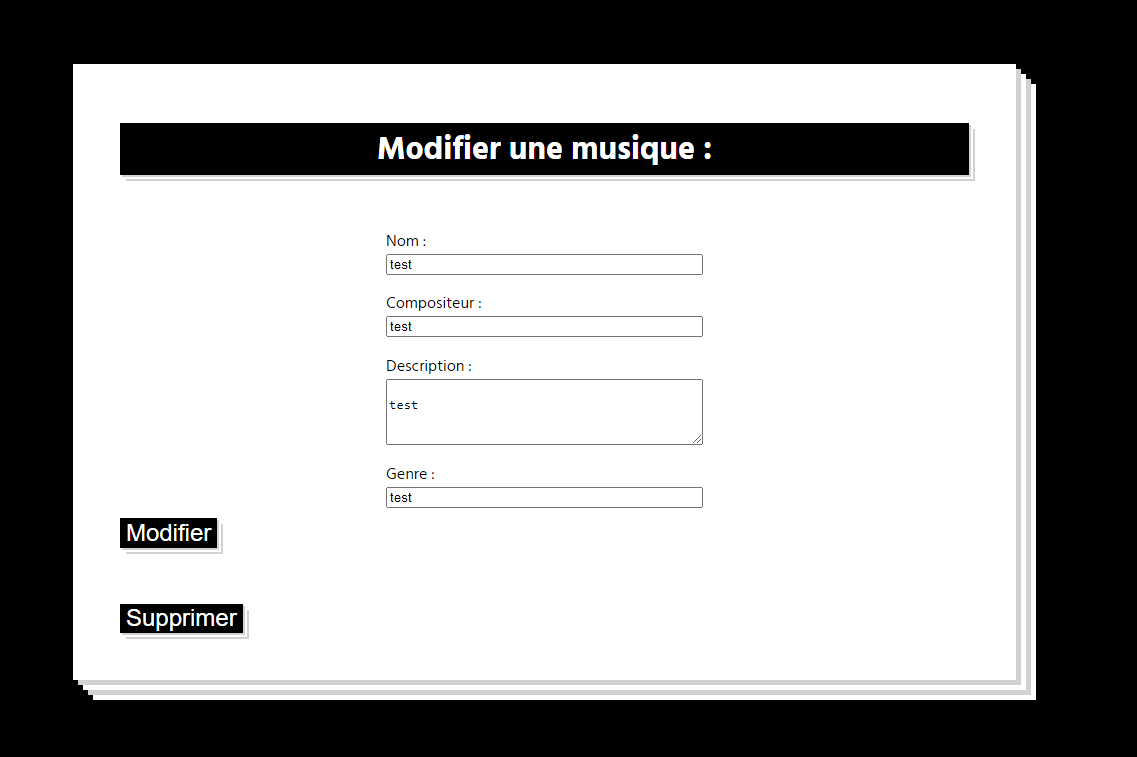 Modifier une musique :
Nom :
test
Compositeur :
test
Description :
test
Genre :
test
Modifier
Supprimer